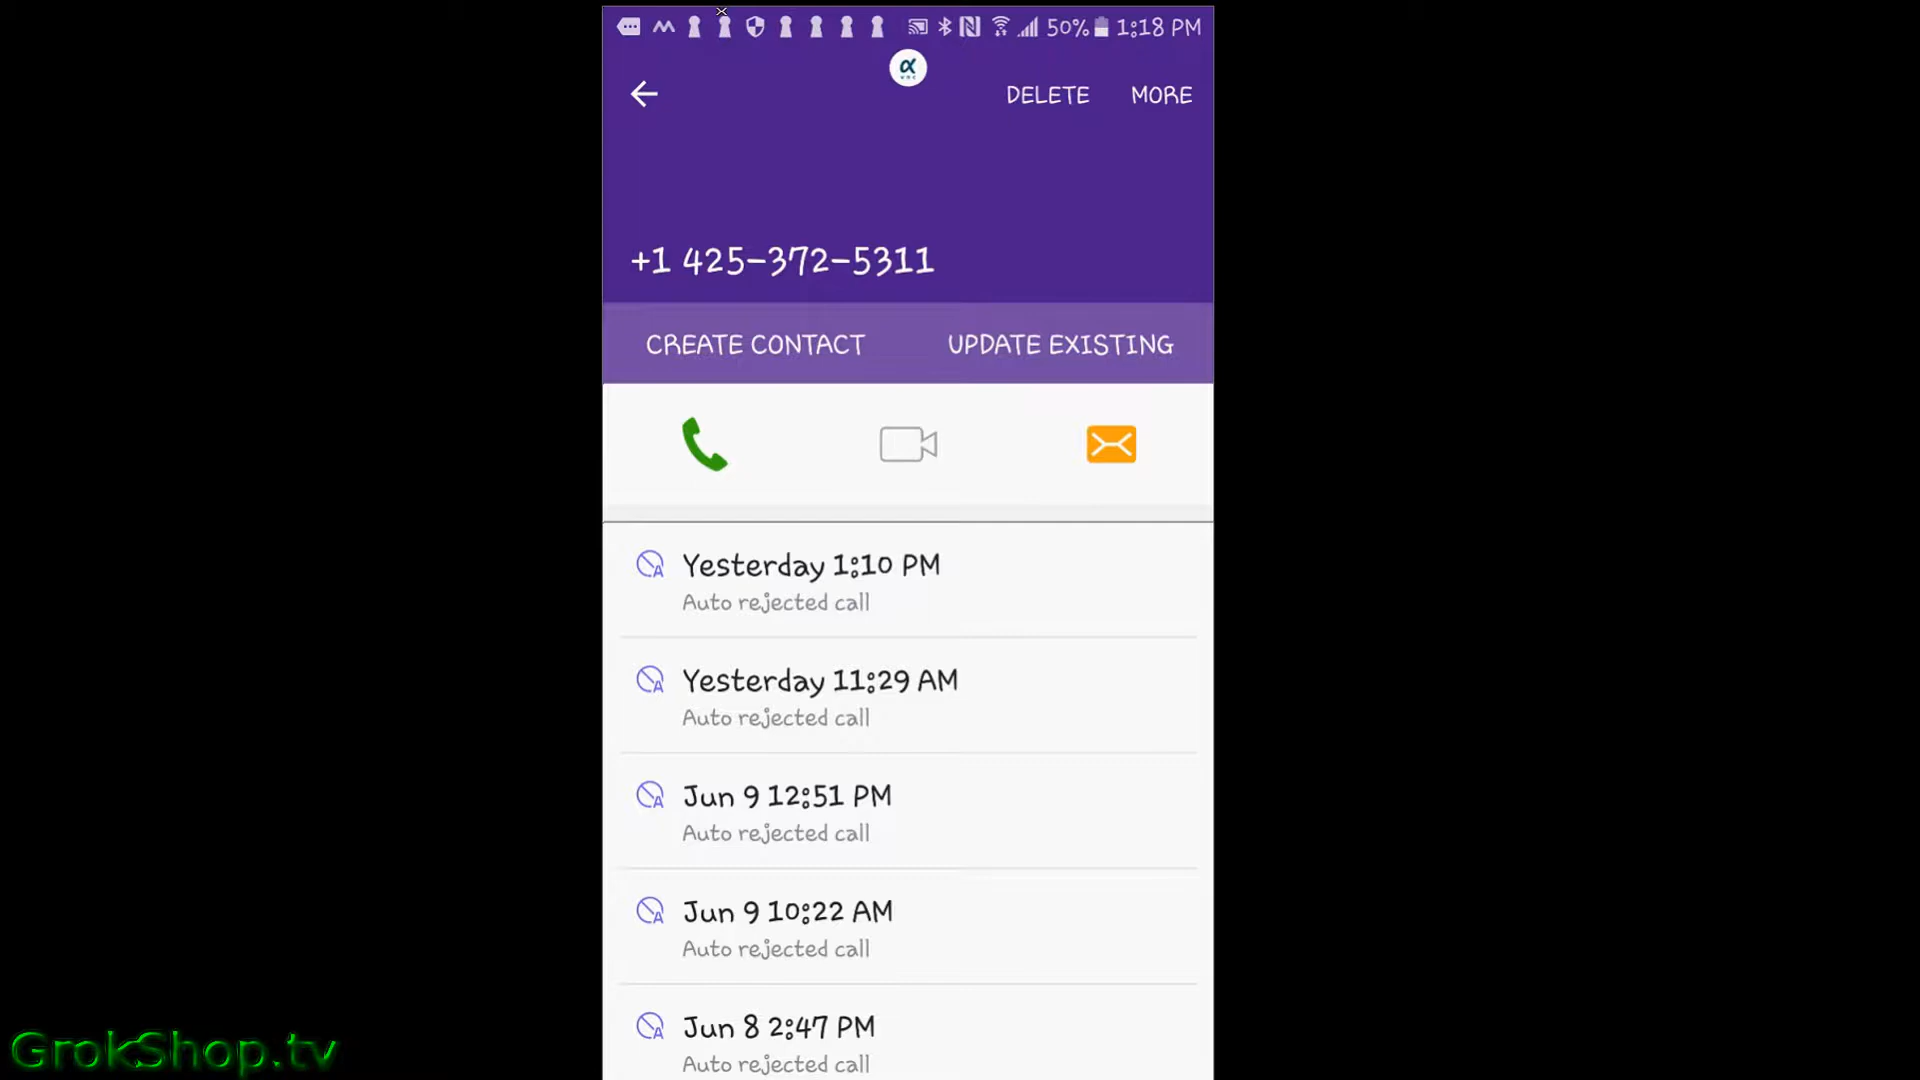 50% 1:18 PM
α
DELETE MORE
+1 425-372-5311
CREATE CONTACT UPDATE EXISTING
Yesterday 1:10 PM
Auto rejected call
Yesterday 11:29 AM
Auto rejected call
Jun 9 12:51 PM
Auto rejected call
Jun 9 10:22 AM
Auto rejected call
Jun 8 2:47 PM
Auto rejected call
GrokShop.tv